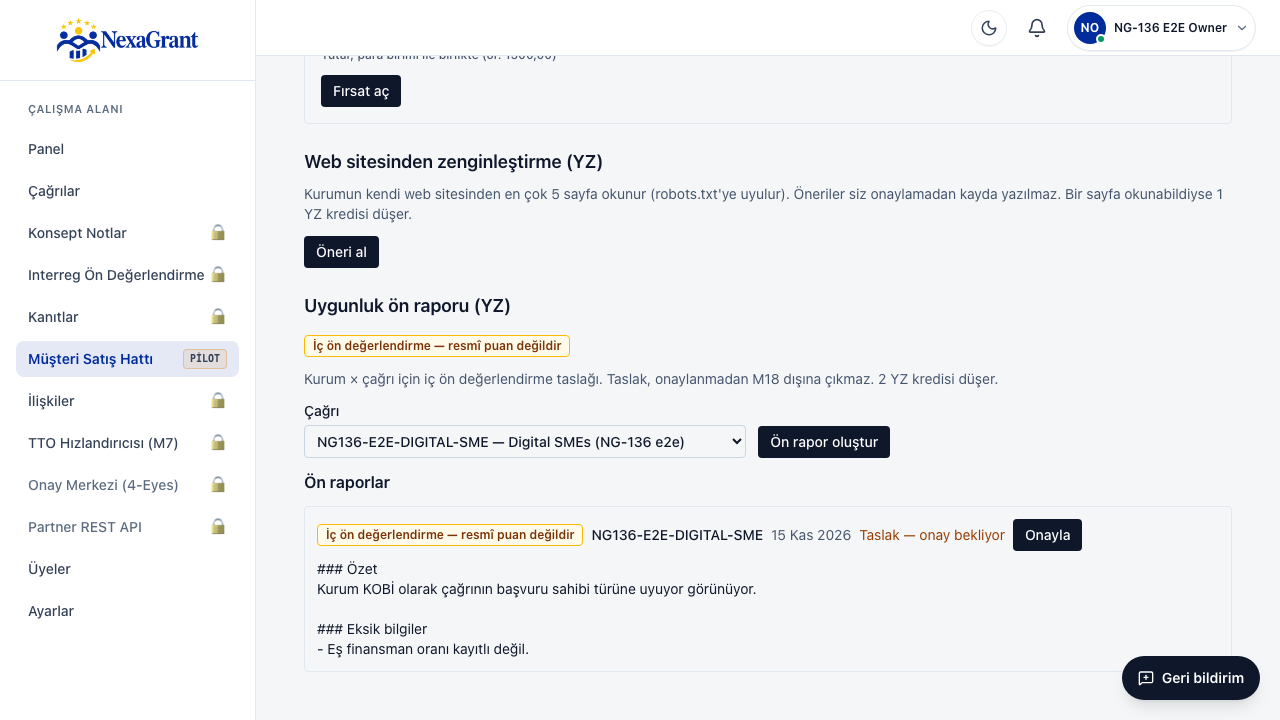 NexaGrant
NO
NG-136 E2E Owner
ÇALIŞMA ALANI
Panel
Çağrılar
Konsept Notlar
Interreg Ön Değerlendirme
Kanıtlar
Müşteri Satış Hattı
PİLOT
İlişkiler
TTO Hızlandırıcısı (M7)
Onay Merkezi (4-Eyes)
Partner REST API
Üyeler
Ayarlar
Fırsat aç
Web sitesinden zenginleştirme (YZ)
Kurumun kendi web sitesinden en çok 5 sayfa okunur (robots.txt'ye uyulur). Öneriler siz onaylamadan kayda yazılmaz. Bir sayfa okunabildiyse 1
YZ kredisi düşer.
Öneri al
Uygunluk ön raporu (YZ)
İç ön değerlendirme — resmî puan değildir
Kurum × çağrı için iç ön değerlendirme taslağı. Taslak, onaylanmadan M18 dışına çıkmaz. 2 YZ kredisi düşer.
Çağrı
NG136-E2E-DIGITAL-SME — Digital SMEs (NG-136 e2e)
Ön rapor oluştur
Ön raporlar
İç ön değerlendirme — resmî puan değildir NG136-E2E-DIGITAL-SME 15 Kas 2026 Taslak — onay bekliyor Onayla
### Özet
Kurum KOBİ olarak çağrının başvuru sahibi türüne uyuyor görünüyor.
### Eksik bilgiler
- Eş finansman oranı kayıtlı değil.
Geri bildirim